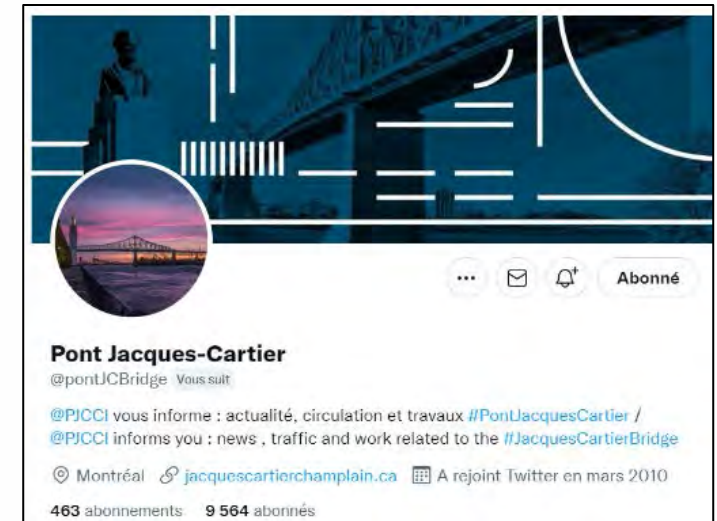 Abonné
Pont Jacques-Cartier
@pontJCBridge Vous suit
@PJCCI vous informe : actualité, circulation et travaux #PontJacquesCartier /
@PJCCI informs you : news , traffic and work related to the #JacquesCartierBridge
Montréal jacquescartierchamplain.ca A rejoint Twitter en mars 2010
463 abonnements 9 564 abonnés